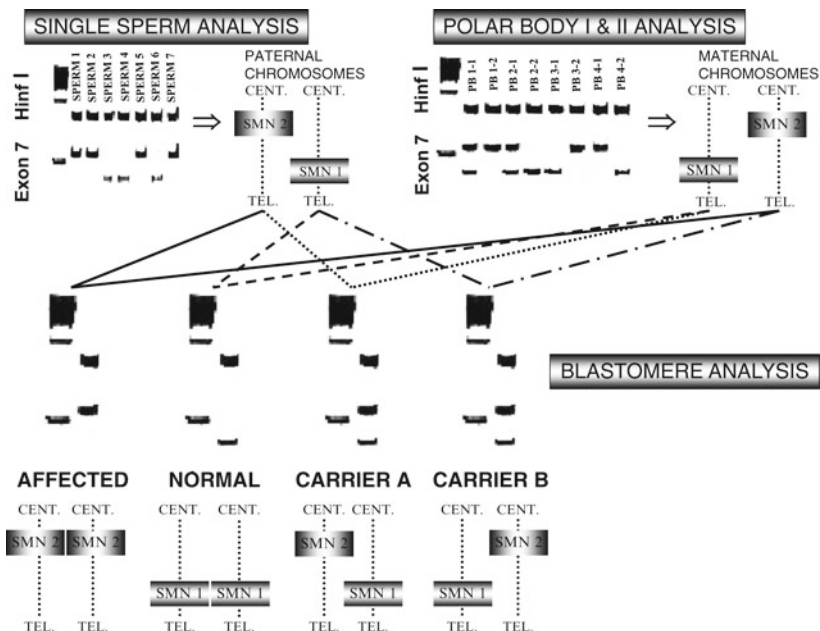 SINGLE SPERM ANALYSIS
POLAR BODY I & II ANALYSIS
Hinf I
Exon 7
SPERM 1
SPERM 2
SPERM 3
SPERM 4
SPERM 5
SPERM 6
SPERM 7
PATERNAL
CHROMOSOMES
CENT. CENT.
SMN 2
SMN 1
TEL. TEL.
Hinf I
Exon 7
PB 1-1
PB 1-2
PB 2-1
PB 2-2
PB 3-1
PB 3-2
PB 4-1
PB 4-2
MATERNAL
CHROMOSOMES
CENT. CENT.
SMN 2
SMN 1
TEL. TEL.
BLASTOMERE ANALYSIS
AFFECTED NORMAL CARRIER A CARRIER B
CENT. CENT. CENT. CENT. CENT. CENT. CENT. CENT.
SMN 2 SMN 2 SMN 2 SMN 2
SMN 1 SMN 1 SMN 1 SMN 1
TEL. TEL. TEL. TEL. TEL. TEL. TEL. TEL.